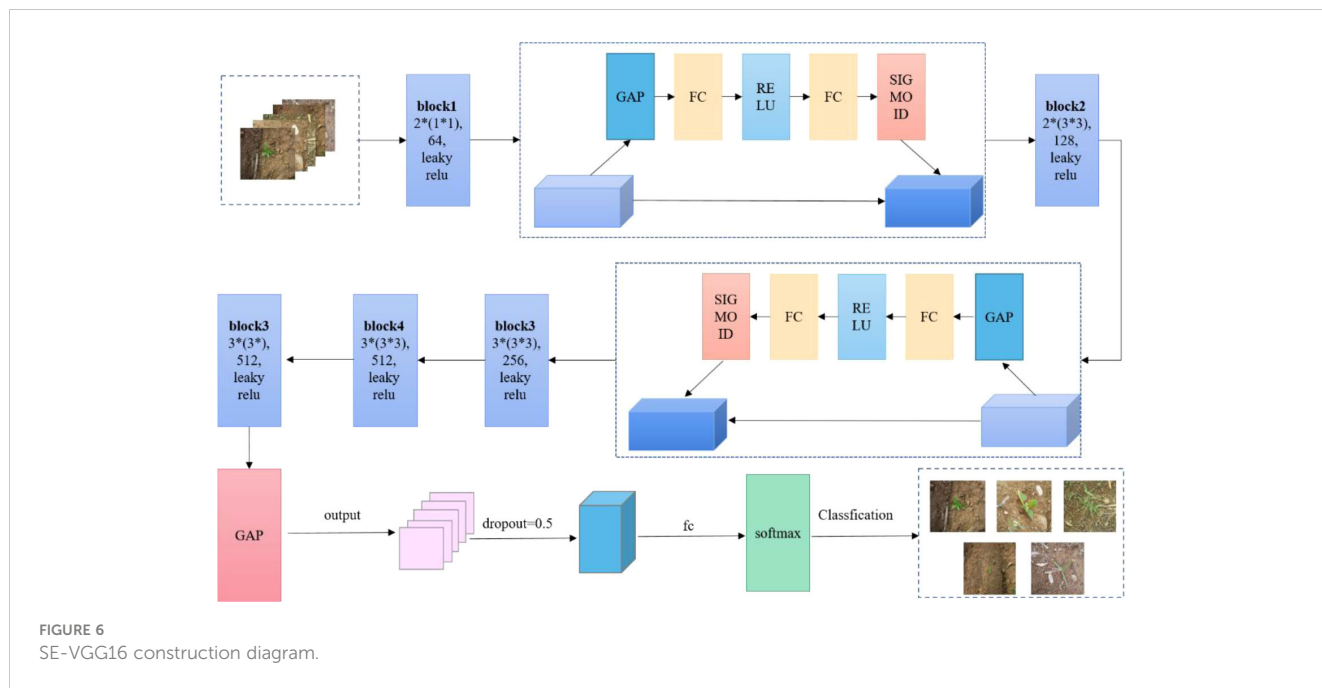 block1
2*(1*1),
64,
leaky
relu
GAP
FC
RE
LU
FC
SIG
MO
ID
block2
2*(3*3),
128,
leaky
relu
block3
3*(3*),
512,
leaky
relu
block4
3*(3*3),
512,
leaky
relu
block3
3*(3*3),
256,
leaky
relu
SIG
MO
ID
FC
RE
LU
FC
GAP
GAP
output
dropout=0.5
fc
softmax
Classfication
FIGURE 6
SE-VGG16 construction diagram.